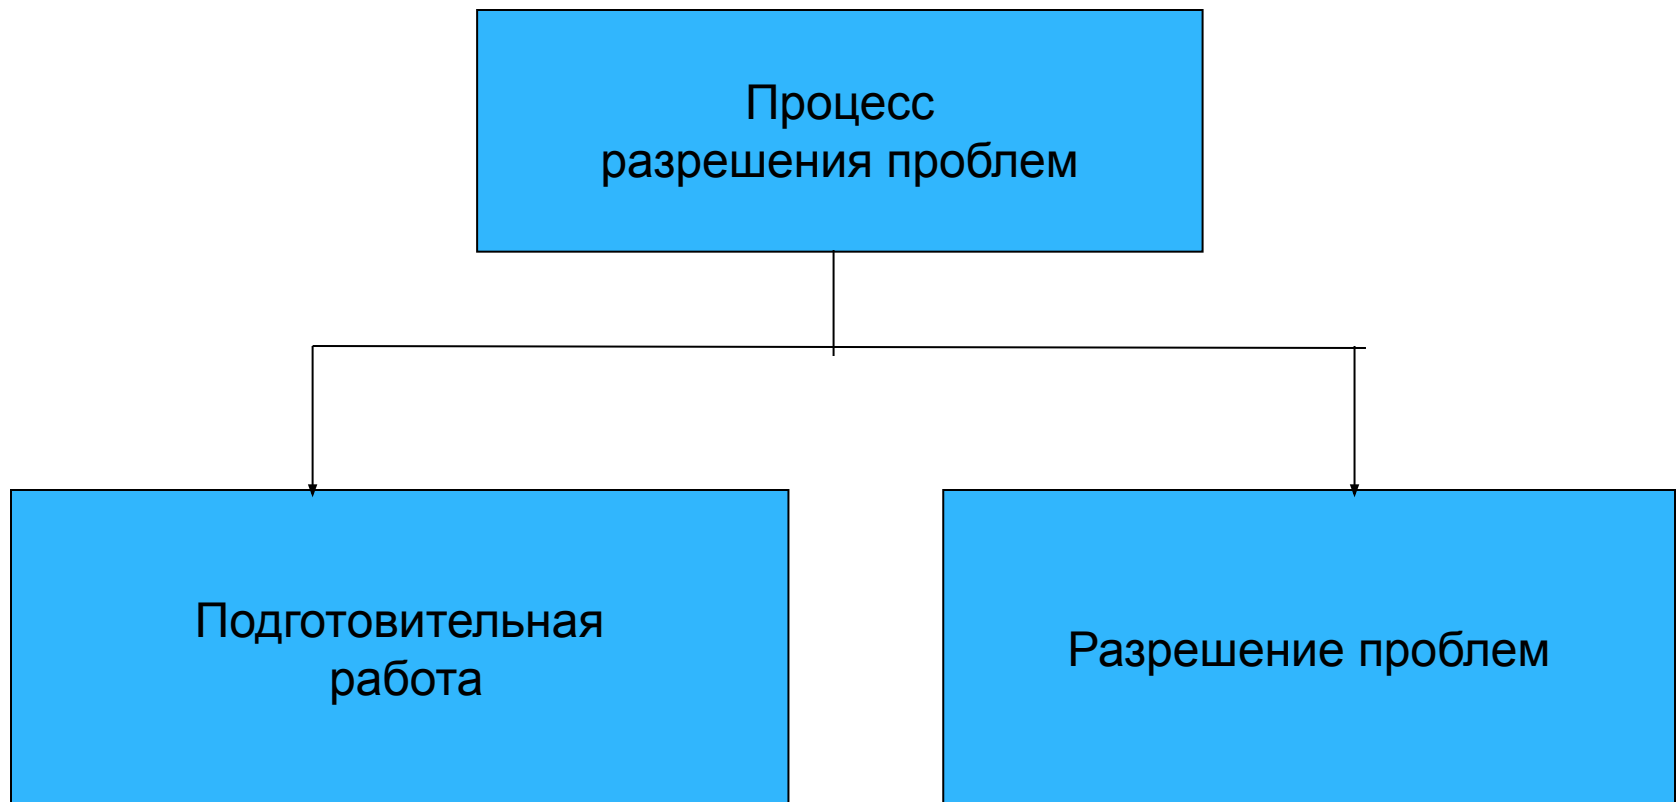 Процесс
разрешения проблем
Подготовительная
работа
Разрешение проблем